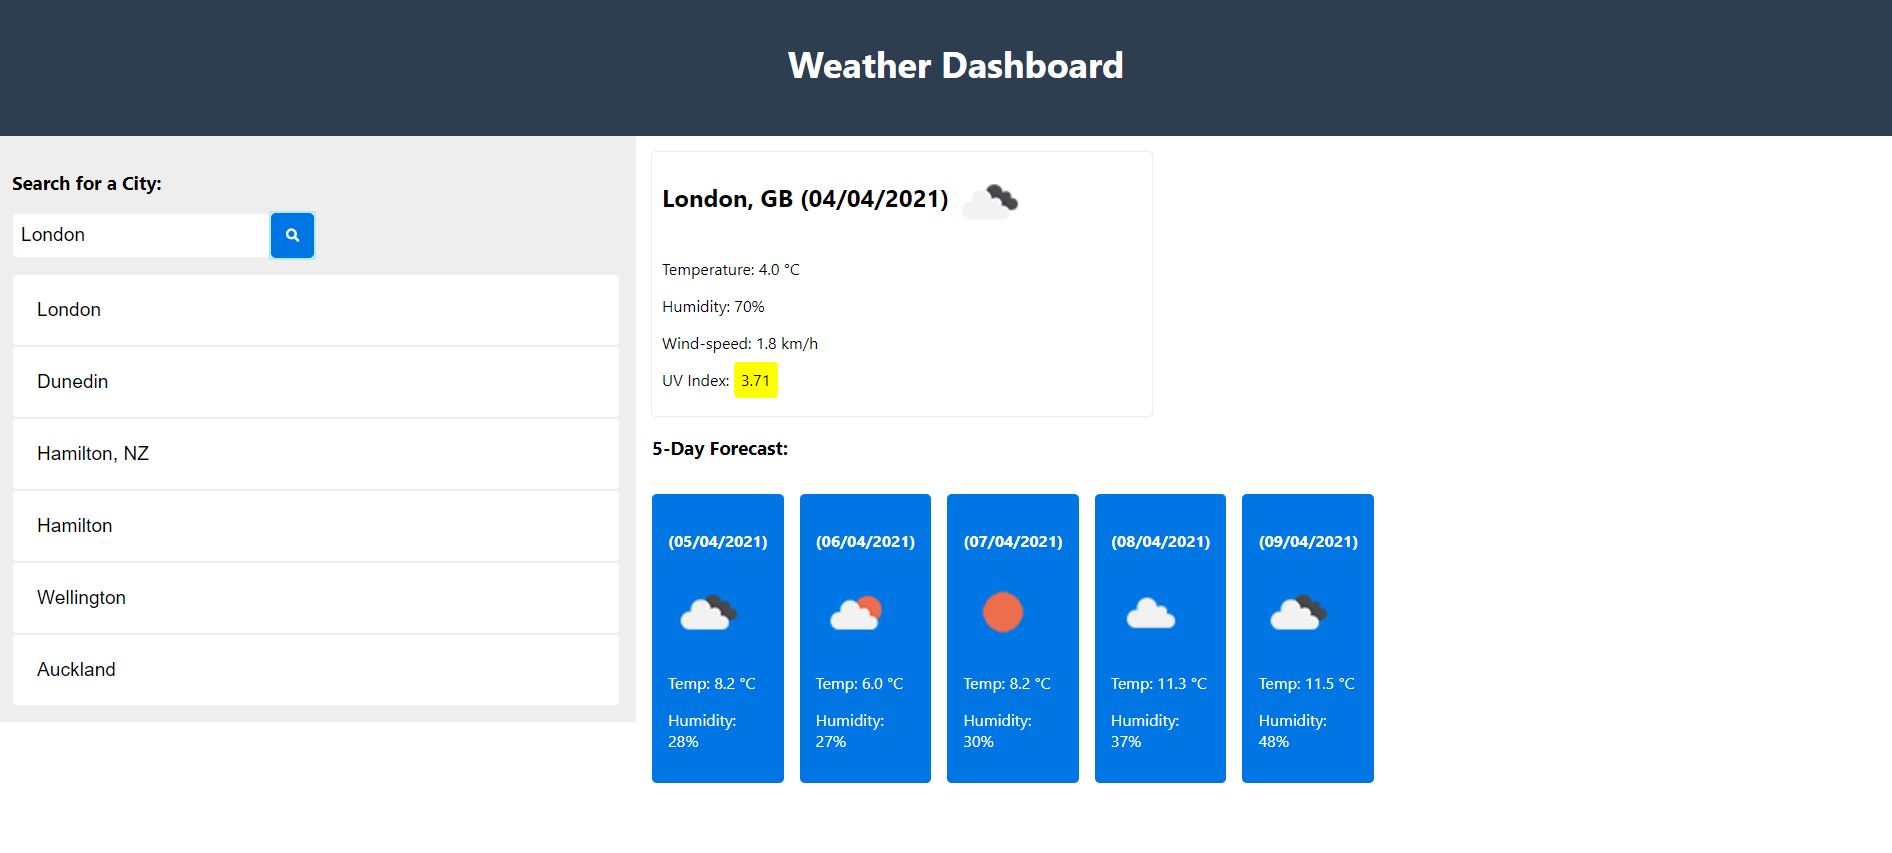 Weather Dashboard
Search for a City:
London
London
Dunedin
Hamilton, NZ
Hamilton
Wellington
Auckland
London, GB (04/04/2021)
Temperature: 4.0 °C
Humidity: 70%
Wind-speed: 1.8 km/h
UV Index: 3.71
5-Day Forecast:
(05/04/2021)
Temp: 8.2 °C
Humidity:
28%
(06/04/2021)
Temp: 6.0 °C
Humidity:
27%
(07/04/2021)
Temp: 8.2 °C
Humidity:
30%
(08/04/2021)
Temp: 11.3 °C
Humidity:
37%
(09/04/2021)
Temp: 11.5 °C
Humidity:
48%